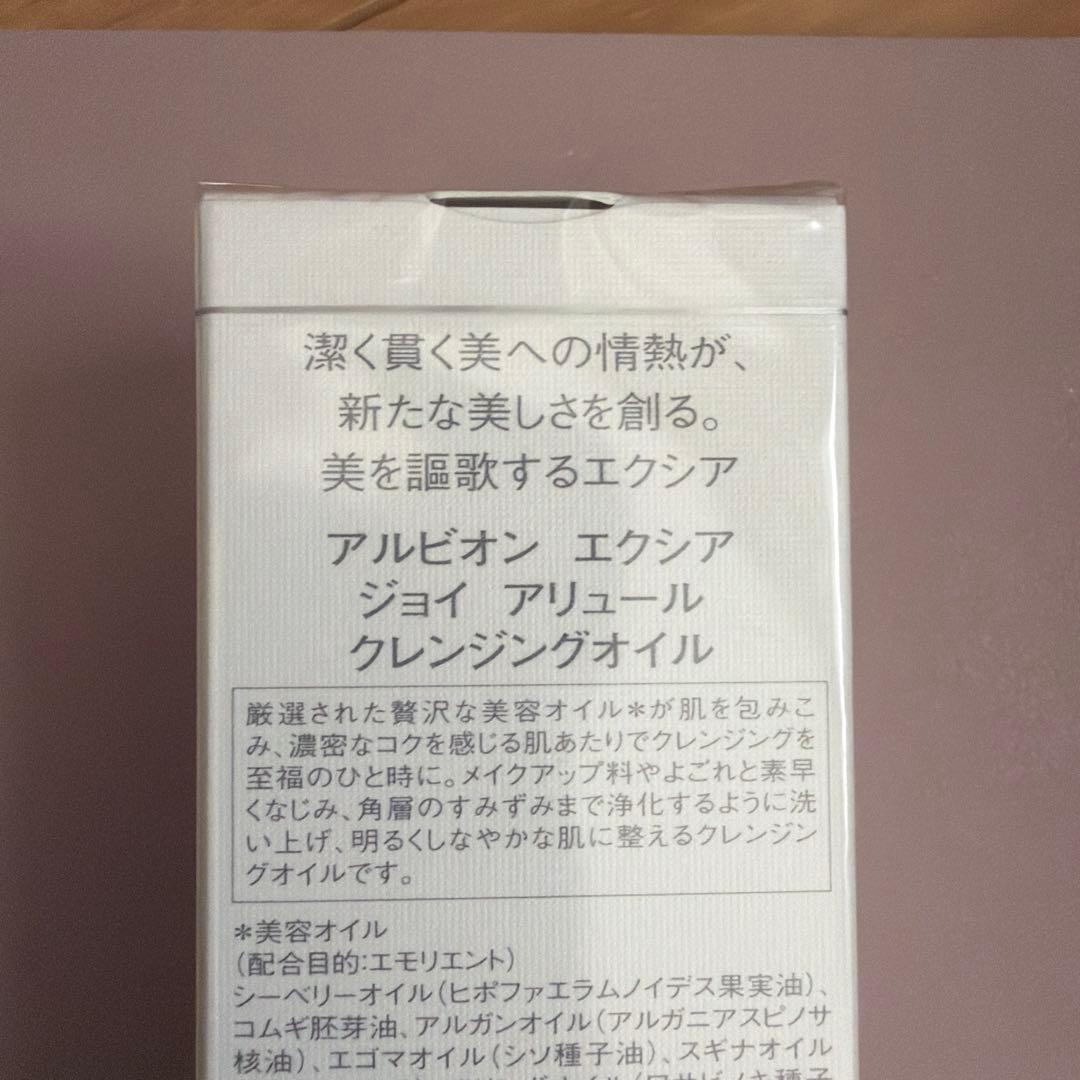 潔く貫く美への情熱が、
新たな美しさを創る。
美を謳歌するエクシア
アルビオン エクシア
ジョイ アリュール
クレンジングオイル
厳選された贅沢な美容オイル*が肌を包みこ
み、濃密なコクを感じる肌あたりでクレンジングを
至福のひと時に。メイクアップ料やよごれと素早
くなじみ、角層のすみずみまで浄化するように洗
い上げ、明るくしなやかな肌に整えるクレンジン
グオイルです。
*美容オイル
(配合目的:エモリエント)
シーベリーオイル(ヒポファエラムノイデス果実油)、
コムギ胚芽油、アルガンオイル(アルガニアスピノサ
核油)、エゴマオイル(シソ種子油)、スギナオイル